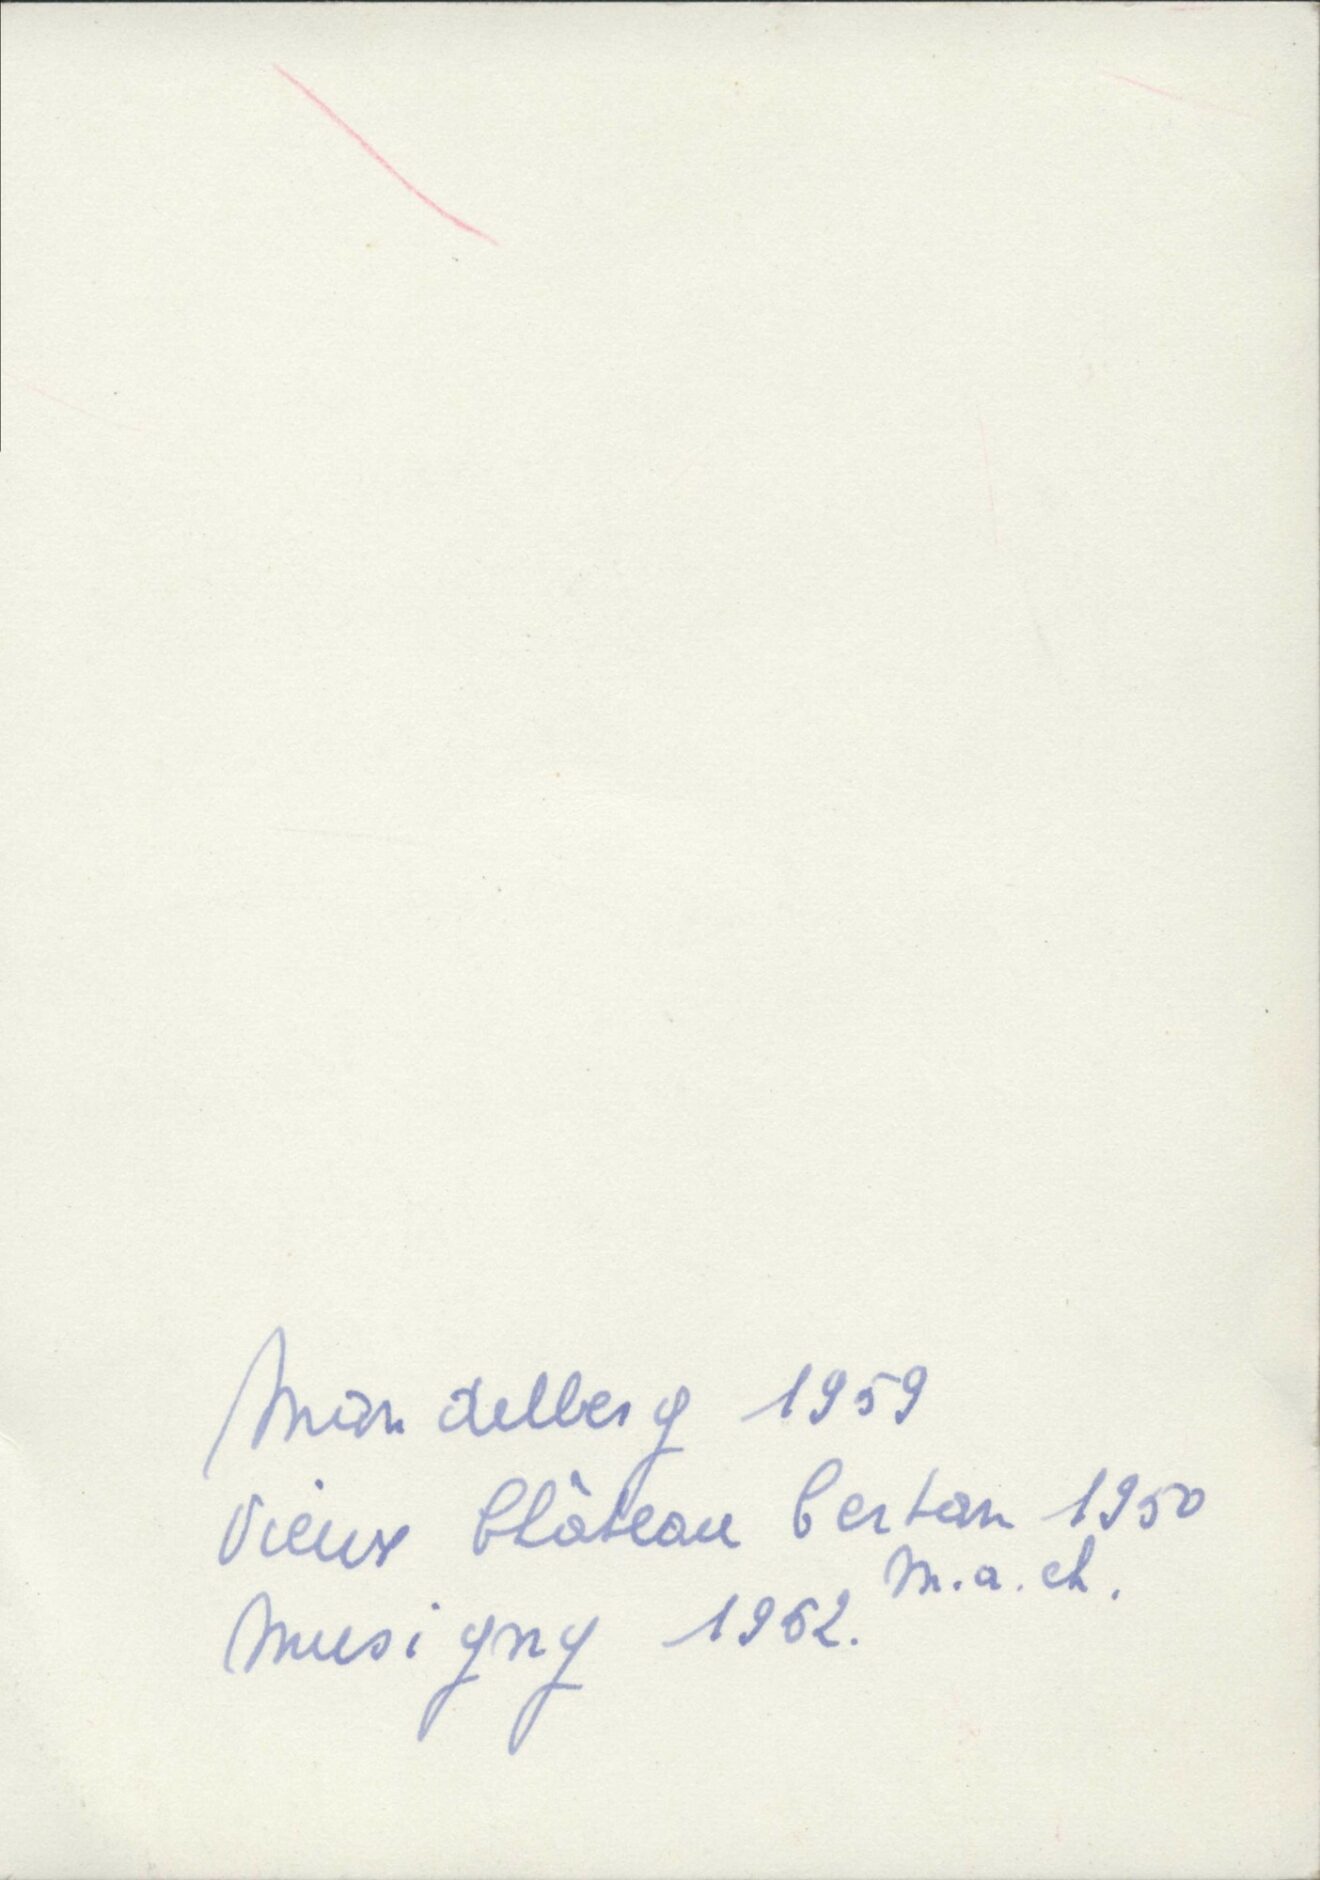 Mandelberg 1959
Vieux Château Certan 1950
m.a.ch.
Musigny 1962.